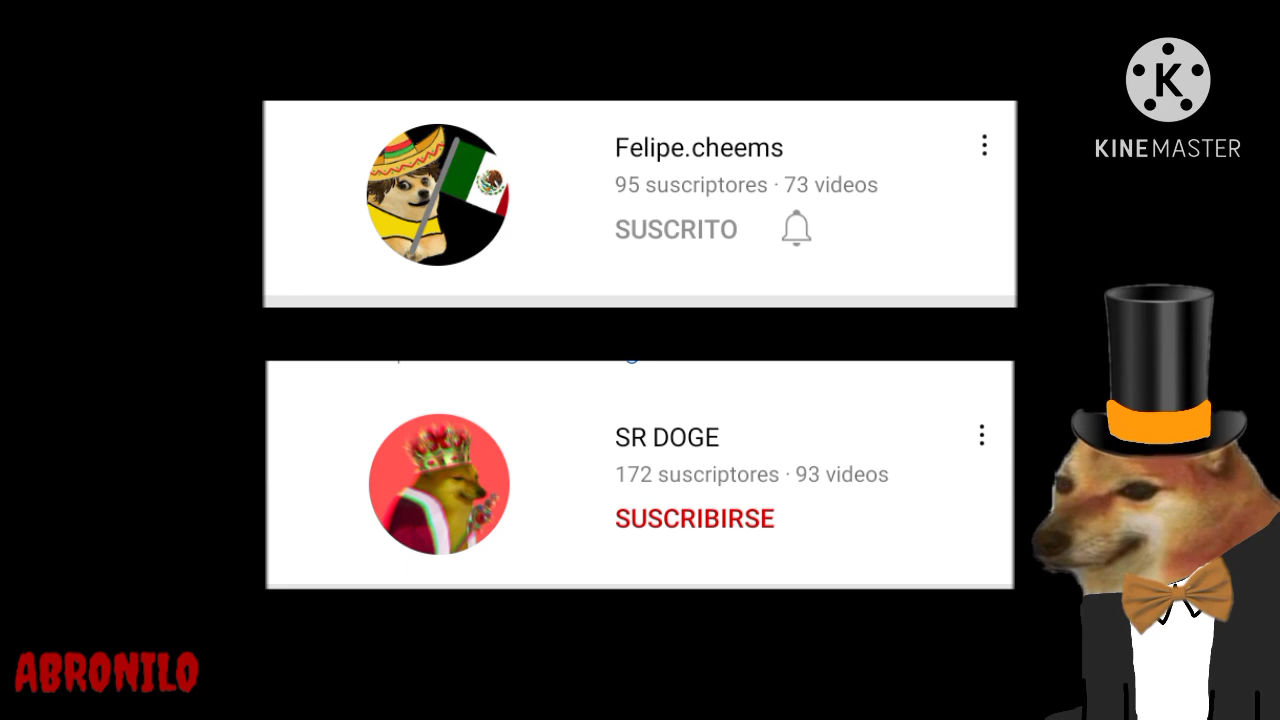 K
KINEMASTER
Felipe.cheems
95 suscriptores · 73 videos
SUSCRITO
SR DOGE
172 suscriptores · 93 videos
SUSCRIBIRSE
ABRONILO